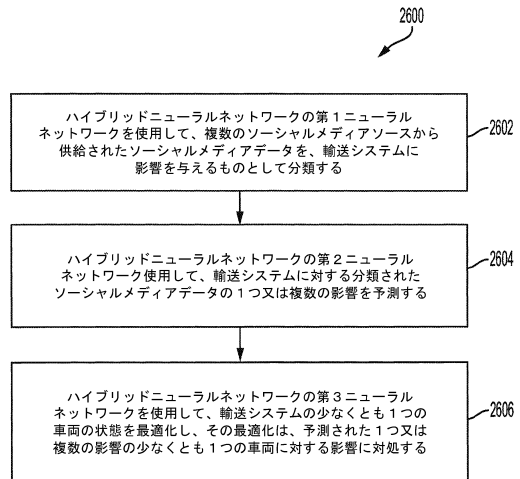 2600
ハイブリッドニューラルネットワークの第1ニューラル
ネットワークを使用して、複数のソーシャルメディアソースから
供給されたソーシャルメディアデータを、輸送システムに
影響を与えるものとして分類する
2602
ハイブリッドニューラルネットワークの第2ニューラル
ネットワーク使用して、輸送システムに対する分類された
ソーシャルメディアデータの1つ又は複数の影響を予測する
2604
ハイブリッドニューラルネットワークの第3ニューラル
ネットワークを使用して、輸送システムの少なくとも1つの
車両の状態を最適化し、その最適化は、予測された1つ又は
複数の影響の少なくとも1つの車両に対する影響に対処する
2606